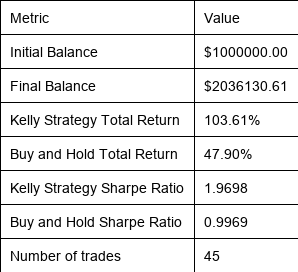 Metric Value
Initial Balance $1000000.00
Final Balance $2036130.61
Kelly Strategy Total Return 103.61%
Buy and Hold Total Return 47.90%
Kelly Strategy Sharpe Ratio 1.9698
Buy and Hold Sharpe Ratio 0.9969
Number of trades 45